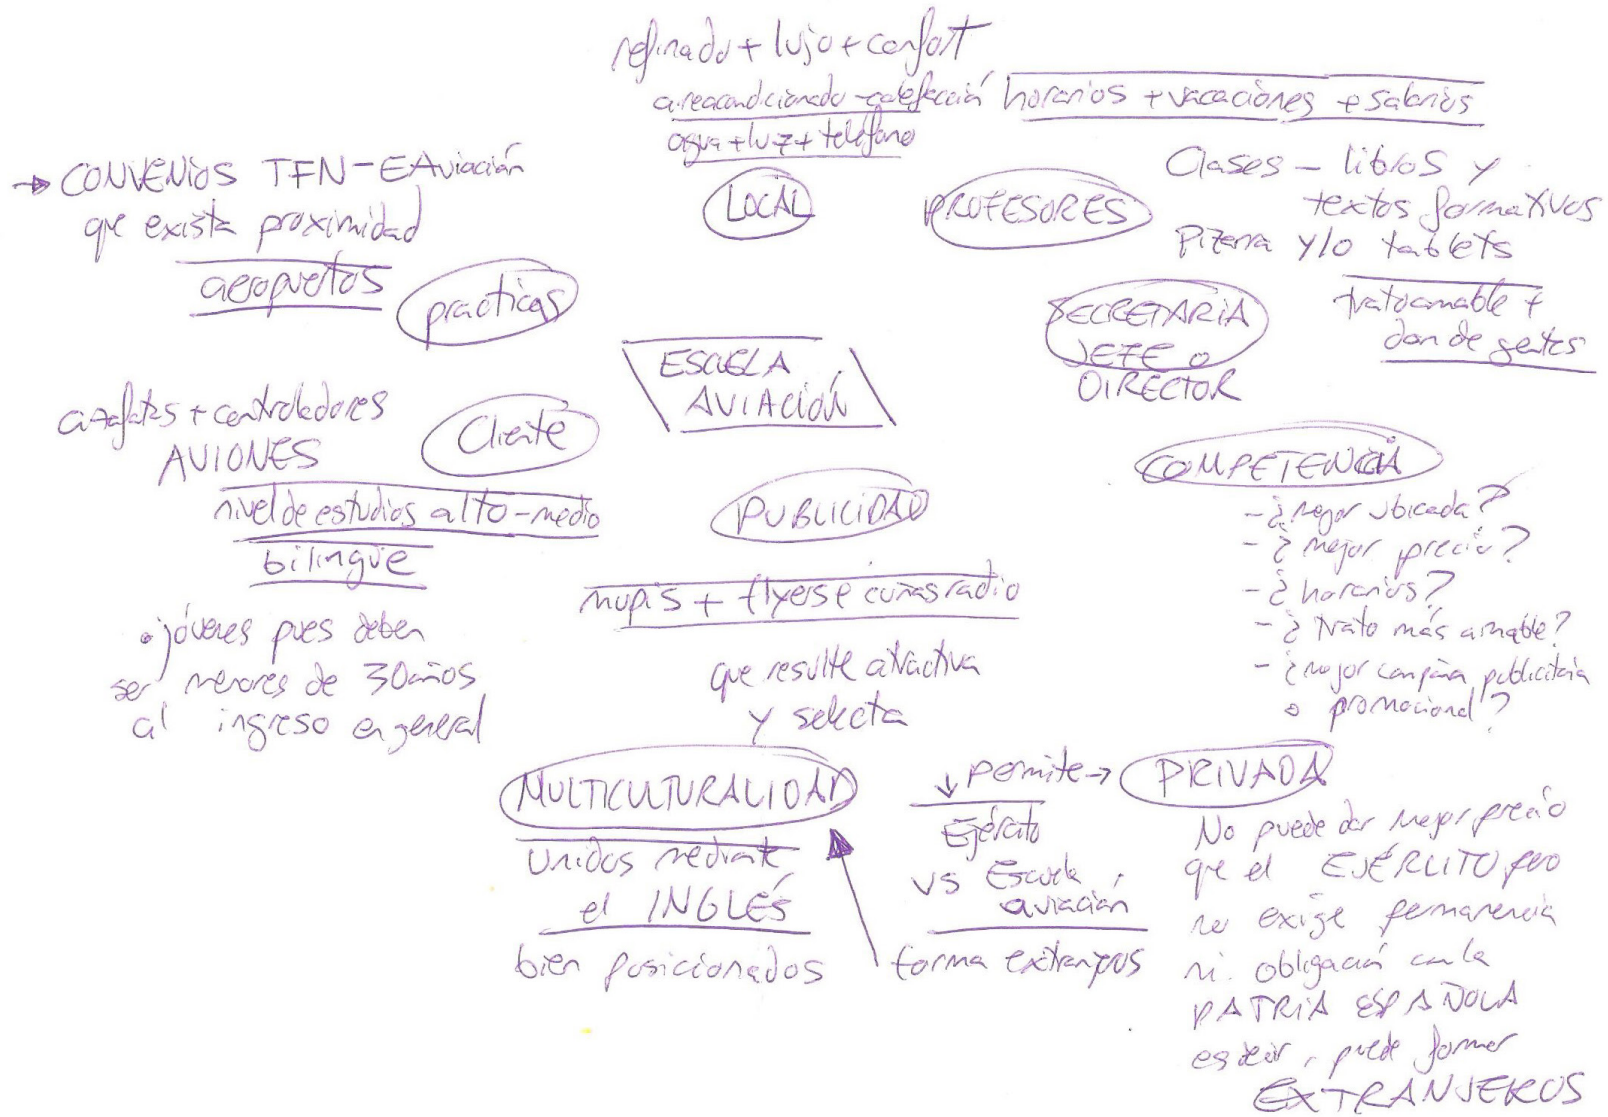 refinado + lujo + confort
aireacondicionado - calefacción
agua + luz + teléfono
LOCAL
horarios + vacaciones + salarios
PROFESORES
Clases - libros y
textos formativos
Pizarra y/o tablets
→ CONVENIOS TFN - EAviación
que exista proximidad
aeropuertos
practicas
SECRETARIA
JEFE o
DIRECTOR
trato amable +
don de gentes
ESCUELA
AVIACIÓN
azafatas + controladores
AVIONES
Cliente
nivel de estudios alto - medio
bilingüe
• jóvenes pues deben
ser menores de 30 años
al ingreso en general
PUBLICIDAD
mupis + flyers e cuñas radio
que resulte atractiva
y selecta
COMPETENCIA
- ¿mejor ubicada?
- ¿mejor precio?
- ¿horarios?
- ¿trato más amable?
- ¿mejor campaña publicitaria
o promocional?
MULTICULTURALIDAD
Unidos mediante
el INGLÉS
bien posicionados
↓ permite →
Ejército
vs Escuela
aviación
forma extranjeros
PRIVADA
No puede dar mejor precio
que el EJÉRCITO pero
no exige permanencia
ni obligación con la
PATRIA ESPAÑOLA
es decir, puede formar
EXTRANJEROS